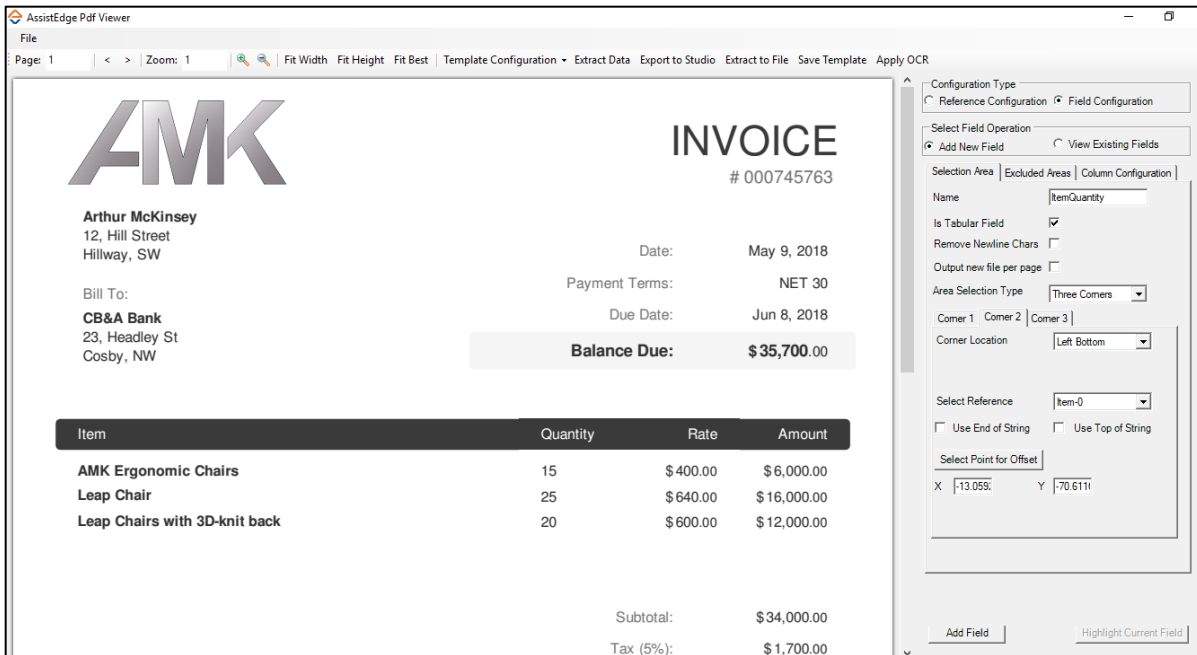 AssistEdge Pdf Viewer
File
Page: 1 < > Zoom: 1 Fit Width Fit Height Fit Best Template Configuration Extract Data Export to Studio Extract to File Save Template Apply OCR
AMK
INVOICE
# 000745763
Arthur McKinsey
12, Hill Street
Hillway, SW
Date: May 9, 2018
Payment Terms: NET 30
Bill To:
Due Date: Jun 8, 2018
CB&A Bank
23, Headley St
Cosby, NW
Balance Due: $35,700.00
Item Quantity Rate Amount
AMK Ergonomic Chairs 15 $400.00 $6,000.00
Leap Chair 25 $640.00 $16,000.00
Leap Chairs with 3D-knit back 20 $600.00 $12,000.00
Subtotal: $34,000.00
Tax (5%): $1,700.00
Configuration Type
Reference Configuration Field Configuration
Select Field Operation
Add New Field View Existing Fields
Selection Area Excluded Areas Column Configuration
Name ItemQuantity
Is Tabular Field
Remove Newline Chars
Output new file per page
Area Selection Type Three Corners
Corner 1 Corner 2 Corner 3
Corner Location Left Bottom
Select Reference Item-0
Use End of String Use Top of String
Select Point for Offset
X -13.059 Y -70.611
Add Field Highlight Current Field